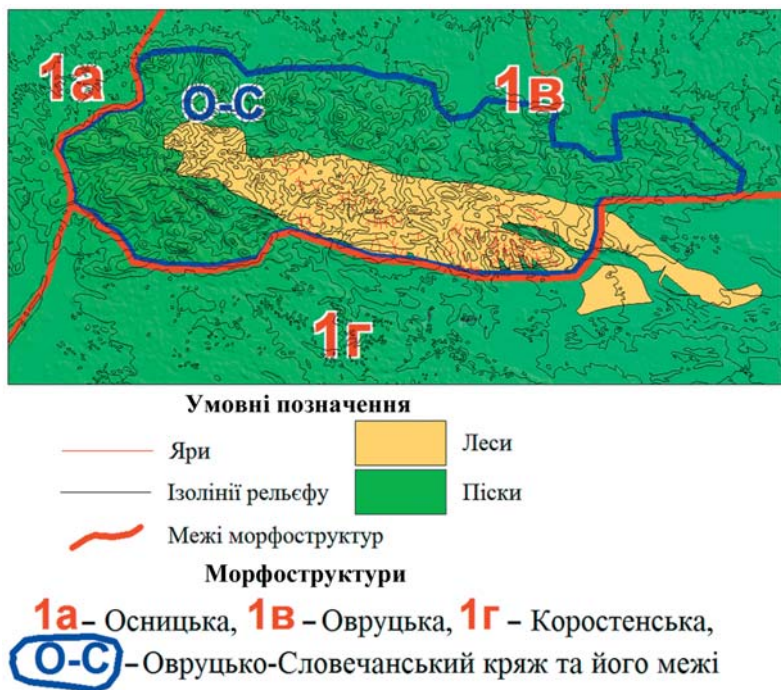 1а
О-С
1в
1г
Умовні позначення
Яри
Леси
Ізолінії рельєфу
Піски
Межі морфоструктур
Морфоструктури
1а – Осницька, 1в – Овруцька, 1г – Коростенська,
О-С – Овруцько-Словечанський кряж та його межі